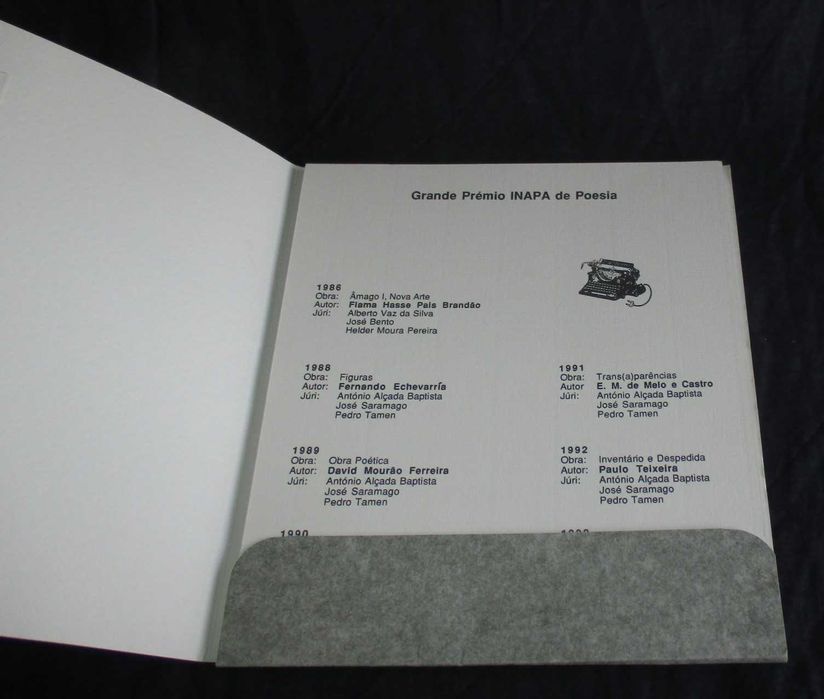 Grande Prémio INAPA de Poesia
1986
Obra: Âmago I, Nova Arte
Autor: Fiama Hasse Pais Brandão
Júri: Alberto Vaz da Silva
José Bento
Helder Moura Pereira
1988
Obra: Figuras
Autor: Fernando Echevarría
Júri: António Alçada Baptista
José Saramago
Pedro Tamen
1989
Obra: Obra Poética
Autor: David Mourão Ferreira
Júri: António Alçada Baptista
José Saramago
Pedro Tamen
1990
1991
Obra: Trans(a)parências
Autor E. M. de Melo e Castro
Júri: António Alçada Baptista
José Saramago
Pedro Tamen
1992
Obra: Inventário e Despedida
Autor: Paulo Teixeira
Júri: António Alçada Baptista
José Saramago
Pedro Tamen